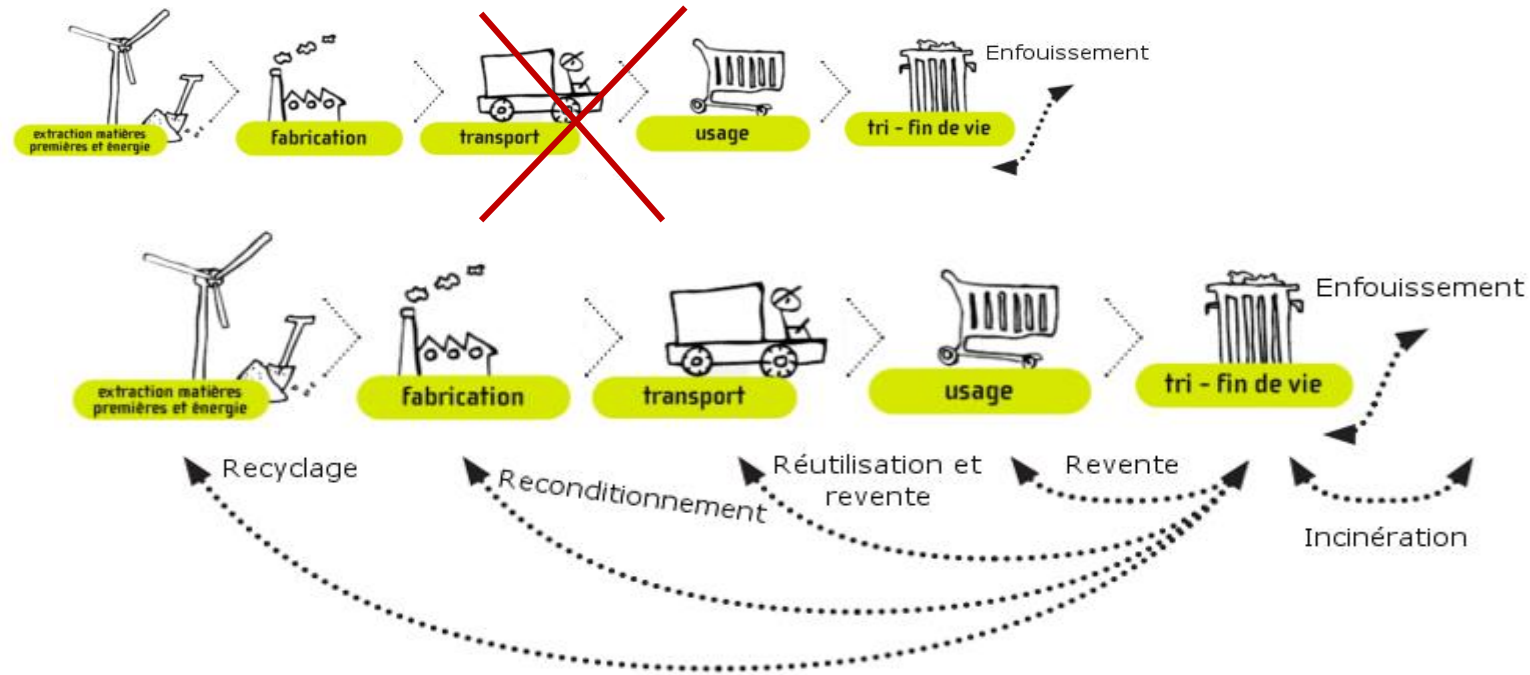 Enfouissement
extraction matières
premières et énergie
fabrication
transport
usage
tri - fin de vie
Enfouissement
extraction matières
premières et énergie
fabrication
transport
usage
tri - fin de vie
Recyclage
Reconditionnement
Réutilisation et
revente
Revente
Incinération